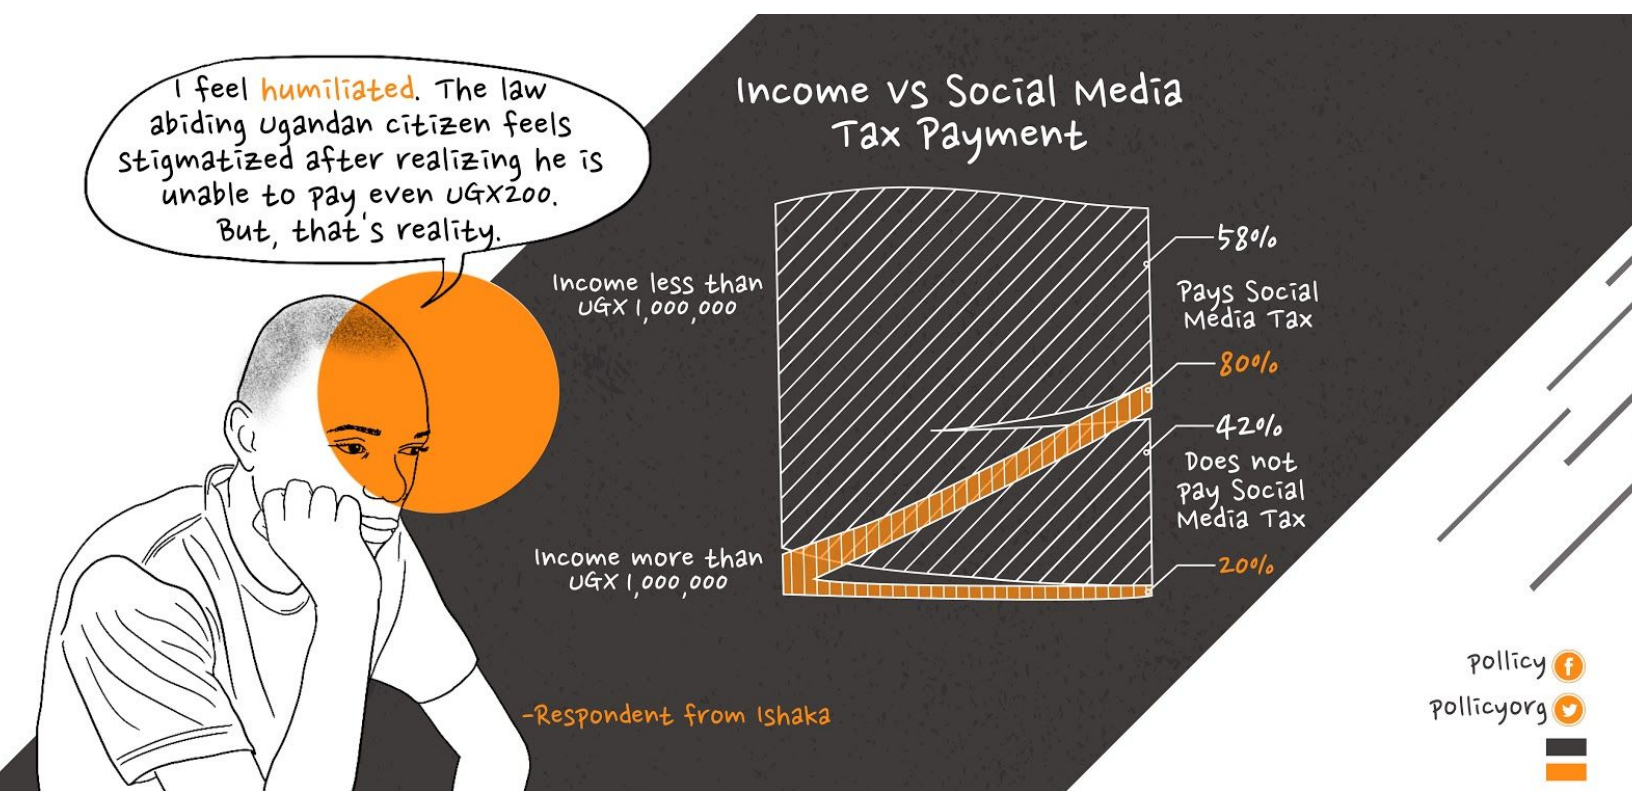 I feel humiliated. The law
abiding Ugandan citizen feels
stigmatized after realizing he is
unable to pay even UGX200.
But, that's reality.
Income vs Social Media
Tax Payment
Income less than
UGX 1,000,000
58%
Pays Social
Media Tax
80%
42%
Does not
pay Social
Media Tax
Income more than
UGX 1,000,000
20%
-Respondent from Ishaka
pollicy
pollicyorg